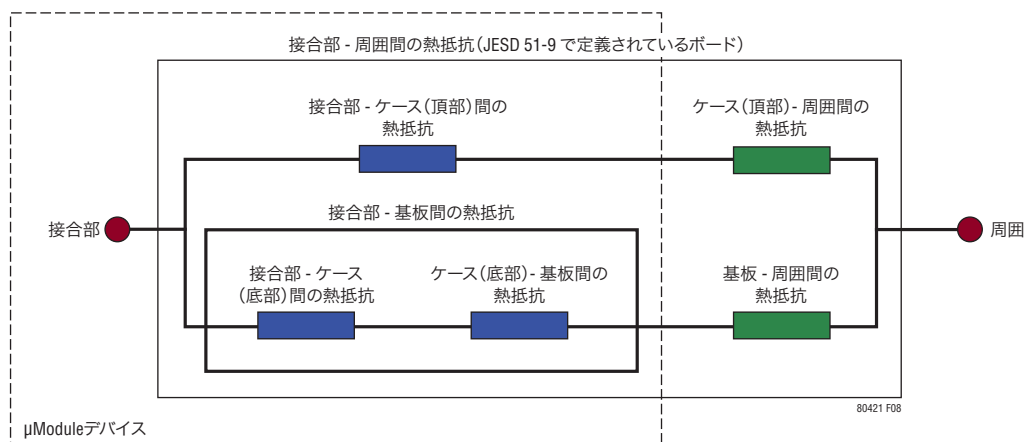 接合部 - 周囲間の熱抵抗（JESD 51-9 で定義されているボード）
接合部 - ケース（頂部）間の
熱抵抗
ケース（頂部）- 周囲間の
熱抵抗
接合部
接合部 - 基板間の熱抵抗
周囲
接合部 - ケース
（底部）間の熱抵抗
ケース（底部）- 基板間の
熱抵抗
基板 - 周囲間の
熱抵抗
80421 F08
µModuleデバイス